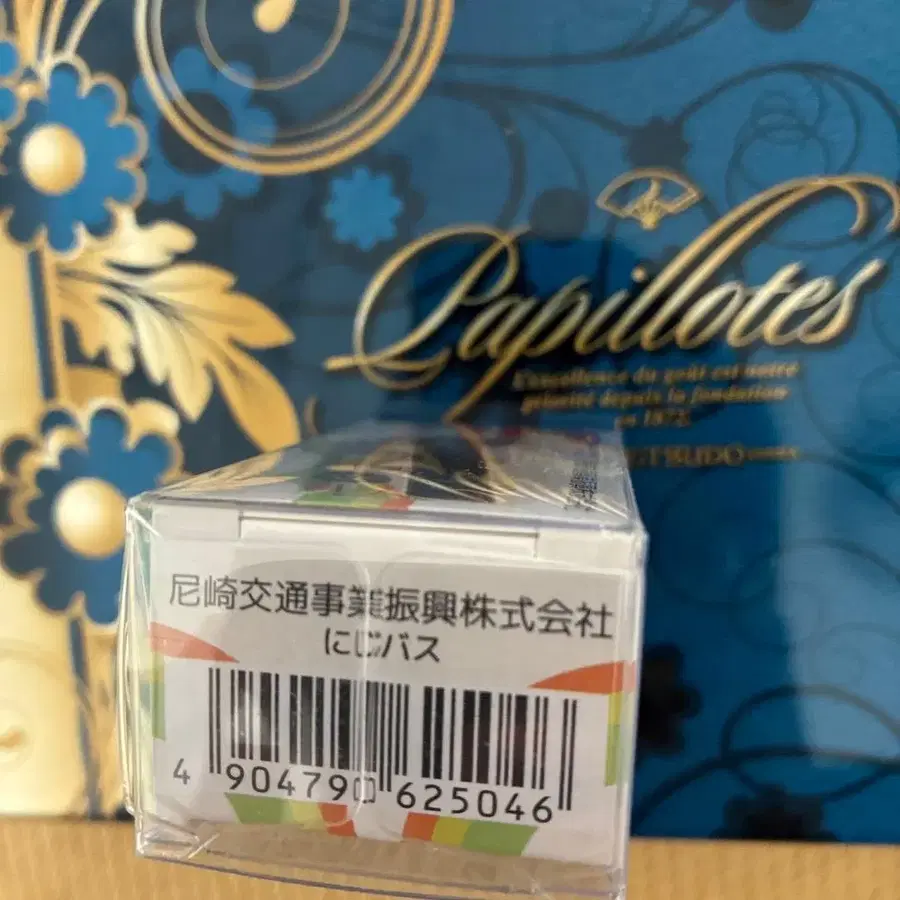 Papillotes
L'excellence du goût est notre
priorité depuis la fondation
en 1872.
尼崎交通事業振興株式会社
にじバス
4 904790 625046